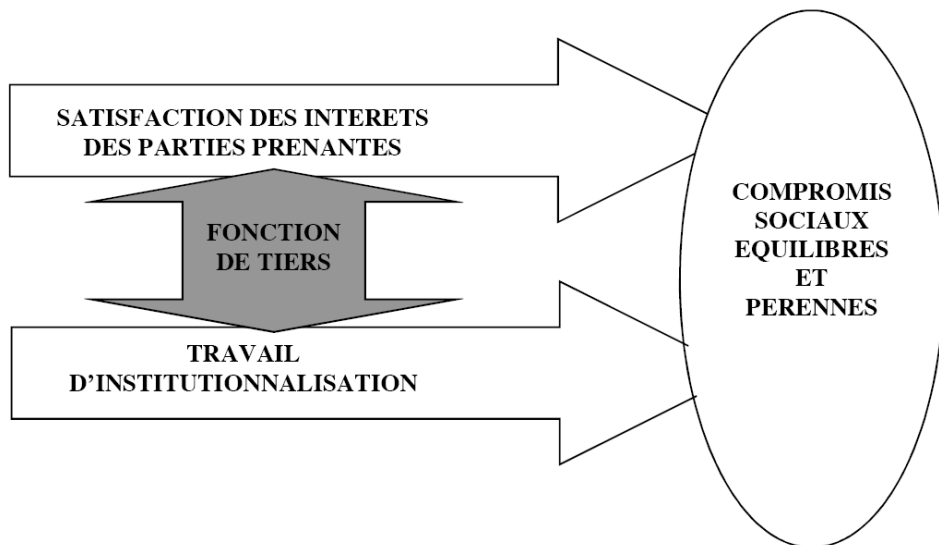 SATISFACTION DES INTERETS
DES PARTIES PRENANTES
FONCTION
DE TIERS
TRAVAIL
D’INSTITUTIONNALISATION
COMPROMIS
SOCIAUX
EQUILIBRES
ET
PERENNES